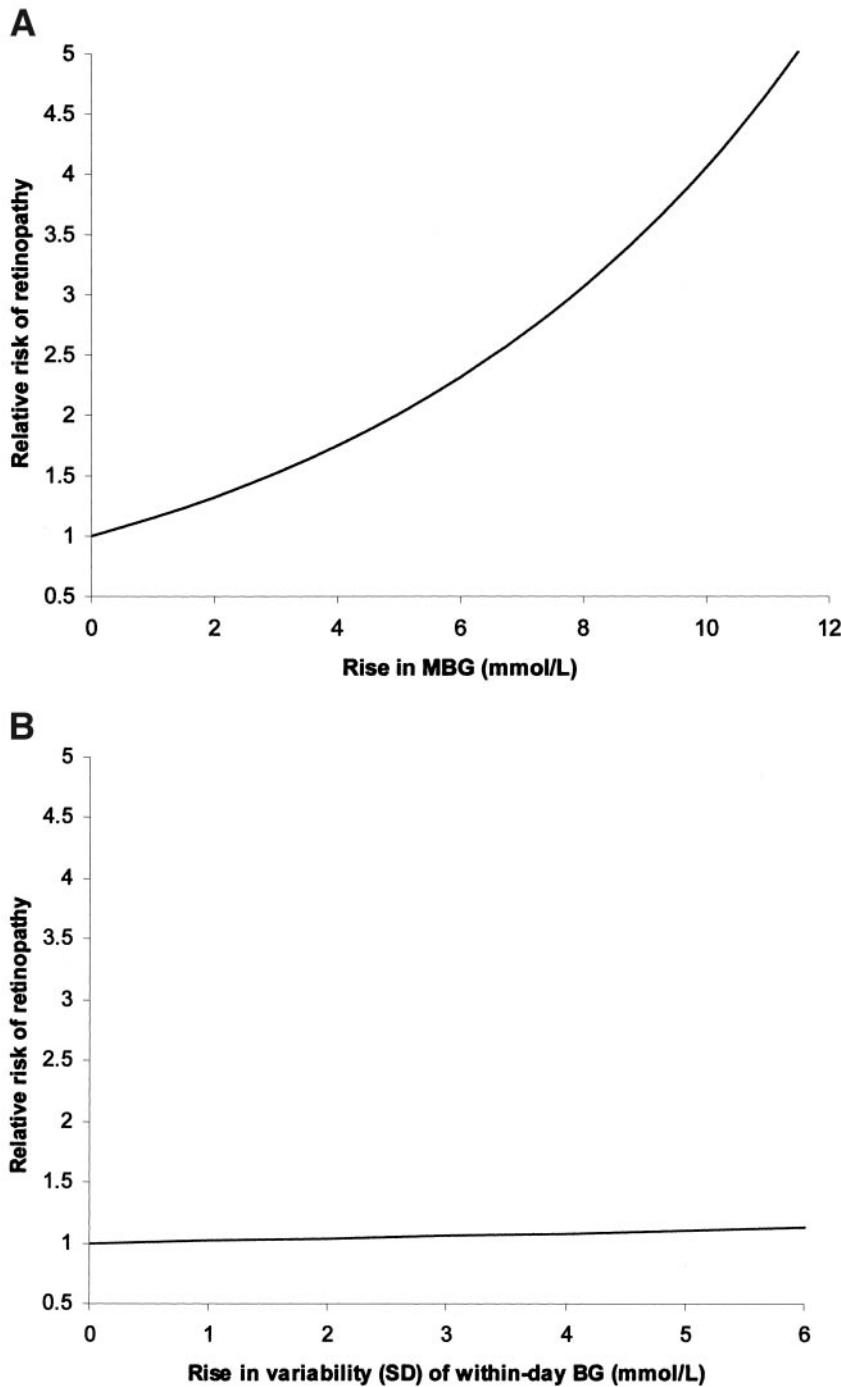 A
5
4.5
4
3.5
3
2.5
2
1.5
1
0.5
Relative risk of retinopathy
0 2 4 6 8 10 12
Rise in MBG (mmol/L)
B
5
4.5
4
3.5
3
2.5
2
1.5
1
0.5
Relative risk of retinopathy
0 1 2 3 4 5 6
Rise in variability (SD) of within-day BG (mmol/L)